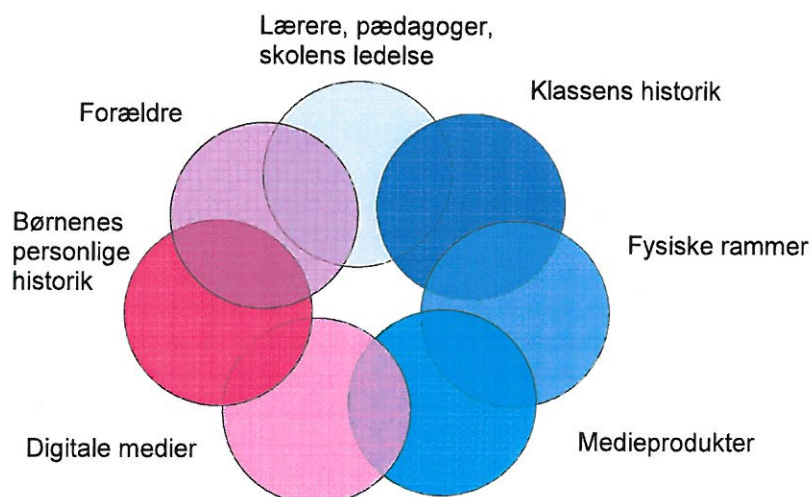 Lærere, pædagoger,
skolens ledelse
Klassens historik
Forældre
Børnenes
personlige
historik
Fysiske rammer
Digitale medier
Medieprodukter